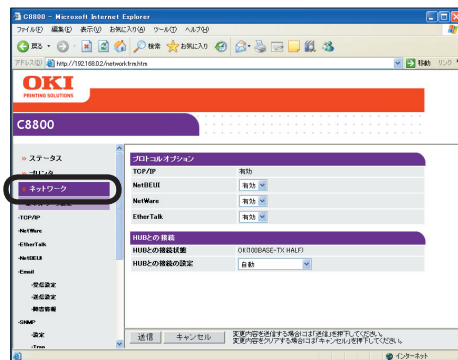 C8800 - Microsoft Internet Explorer
ファイル(F) 編集(E) 表示(V) お気に入り(A) ツール(T) ヘルプ(H)
戻る 検索 お気に入り
アドレス(D) http://192.168.0.2/networkfrm.htm 移動 リンク
OKI
PRINTING SOLUTIONS
C8800
» ステータス
» プリンタ
» ネットワーク
-TCP/IP
-NetWare
-EtherTalk
-NetBEUI
-Email
-受信設定
-送信設定
-障害情報
-SNMP
-設定
-Trap
プロトコルオプション
TCP/IP 有効
NetBEUI 有効
NetWare 有効
EtherTalk 有効
HUBとの接続
HUBとの接続状態 OK(100BASE-TX HALF)
HUBとの接続の設定 自動
送信 キャンセル
変更内容を送信する場合には「送信」を押下してください。
変更内容をクリアする場合には「キャンセル」を押下してください。
インターネット